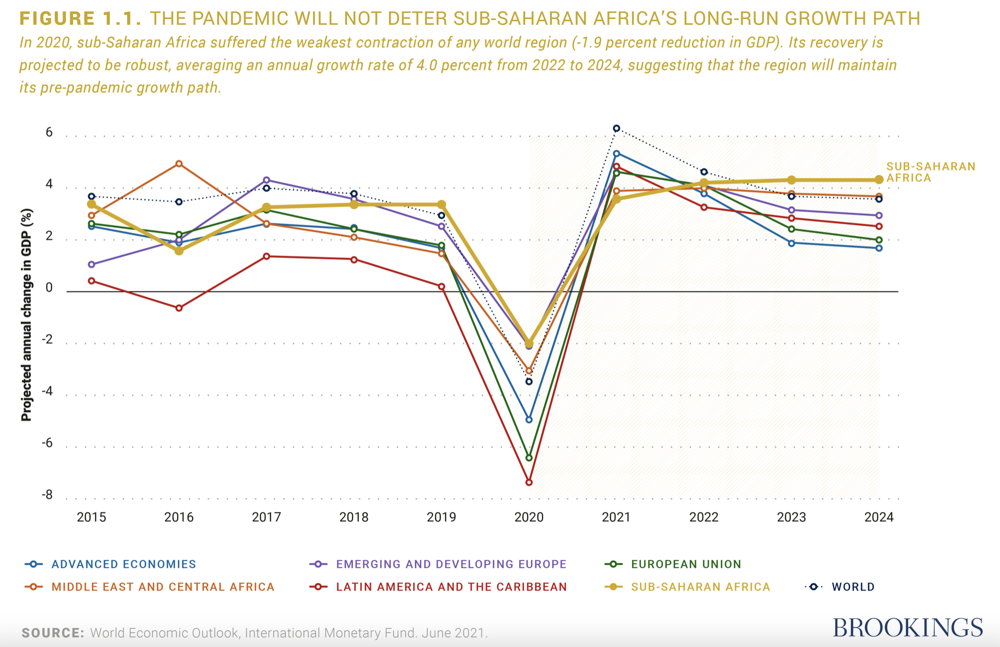 FIGURE 1.1. THE PANDEMIC WILL NOT DETER SUB-SAHARAN AFRICA'S LONG-RUN GROWTH PATH
In 2020, sub-Saharan Africa suffered the weakest contraction of any world region (-1.9 percent reduction in GDP). Its recovery is
projected to be robust, averaging an annual growth rate of 4.0 percent from 2022 to 2024, suggesting that the region will maintain
its pre-pandemic growth path.
Projected annual change in GDP (%)
6
4
2
0
-2
-4
-6
-8
SUB-SAHARAN
AFRICA
2015 2016 2017 2018 2019 2020 2021 2022 2023 2024
ADVANCED ECONOMIES EMERGING AND DEVELOPING EUROPE EUROPEAN UNION
MIDDLE EAST AND CENTRAL AFRICA LATIN AMERICA AND THE CARIBBEAN SUB-SAHARAN AFRICA WORLD
SOURCE: World Economic Outlook, International Monetary Fund. June 2021.
BROOKINGS